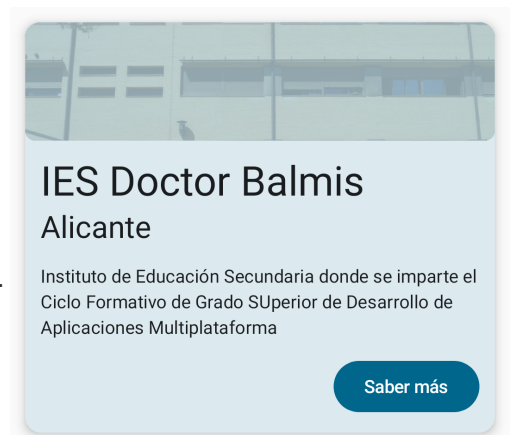 IES Doctor Balmis
Alicante
Instituto de Educación Secundaria donde se imparte el
Ciclo Formativo de Grado SUperior de Desarrollo de
Aplicaciones Multiplataforma
Saber más